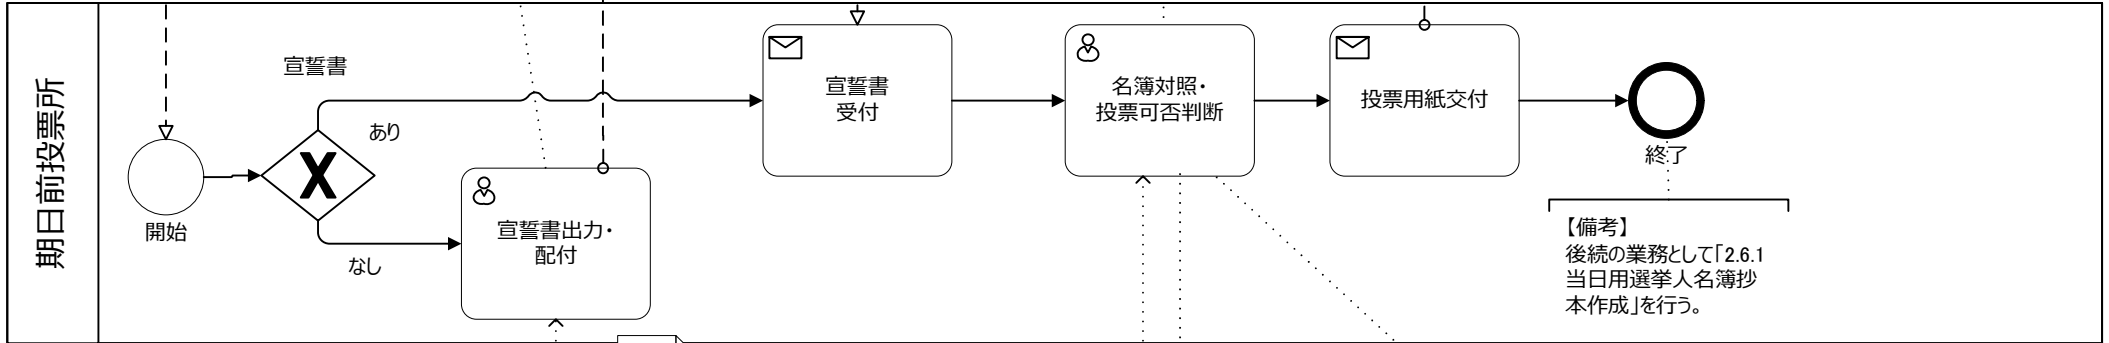 期日前投票所
宣誓書
あり
なし
開始
宣誓書出力・
配付
宣誓書
受付
名簿対照・
投票可否判断
投票用紙交付
終了
【備考】
後続の業務として「2.6.1
当日用選挙人名簿抄
本作成」を行う。